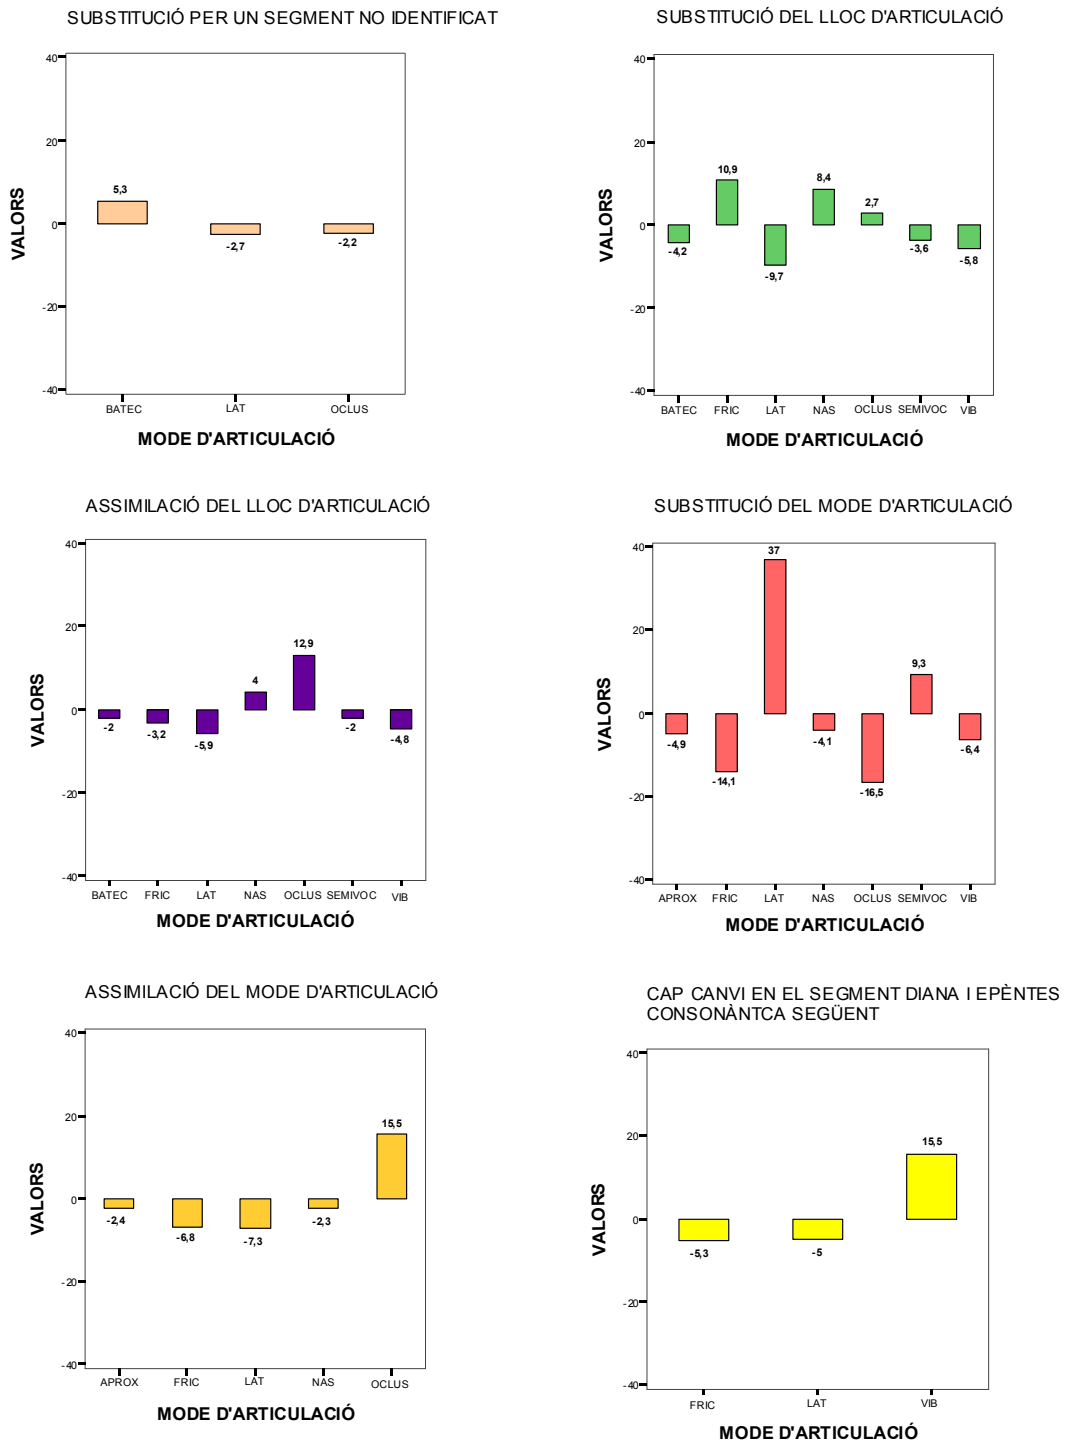 SUBSTITUCIÓ PER UN SEGMENT NO IDENTIFICAT
40
20
0
-20
-40
VALORS
5,3
-2,7
-2,2
BATEC LAT OCLUS
MODE D'ARTICULACIÓ
SUBSTITUCIÓ DEL LLOC D'ARTICULACIÓ
40
20
0
-20
-40
VALORS
-4,2
10,9
-9,7
8,4
2,7
-3,6
-5,8
BATEC FRIC LAT NAS OCLUS SEMIVOC VIB
MODE D'ARTICULACIÓ
ASSIMILACIÓ DEL LLOC D'ARTICULACIÓ
40
20
0
-20
-40
VALORS
-2
-3,2
-5,9
4
12,9
-2
-4,8
BATEC FRIC LAT NAS OCLUS SEMIVOC VIB
MODE D'ARTICULACIÓ
SUBSTITUCIÓ DEL MODE D'ARTICULACIÓ
40
20
0
-20
-40
VALORS
-4,9
-14,1
37
-4,1
-16,5
9,3
-6,4
APROX FRIC LAT NAS OCLUS SEMIVOC VIB
MODE D'ARTICULACIÓ
ASSIMILACIÓ DEL MODE D'ARTICULACIÓ
40
20
0
-20
-40
VALORS
-2,4
-6,8
-7,3
-2,3
15,5
APROX FRIC LAT NAS OCLUS
MODE D'ARTICULACIÓ
CAP CANVI EN EL SEGMENT DIANA I EPÈNTES
CONSONÀNTCA SEGÜENT
40
20
0
-20
-40
VALORS
-5,3
-5
15,5
FRIC LAT VIB
MODE D'ARTICULACIÓ